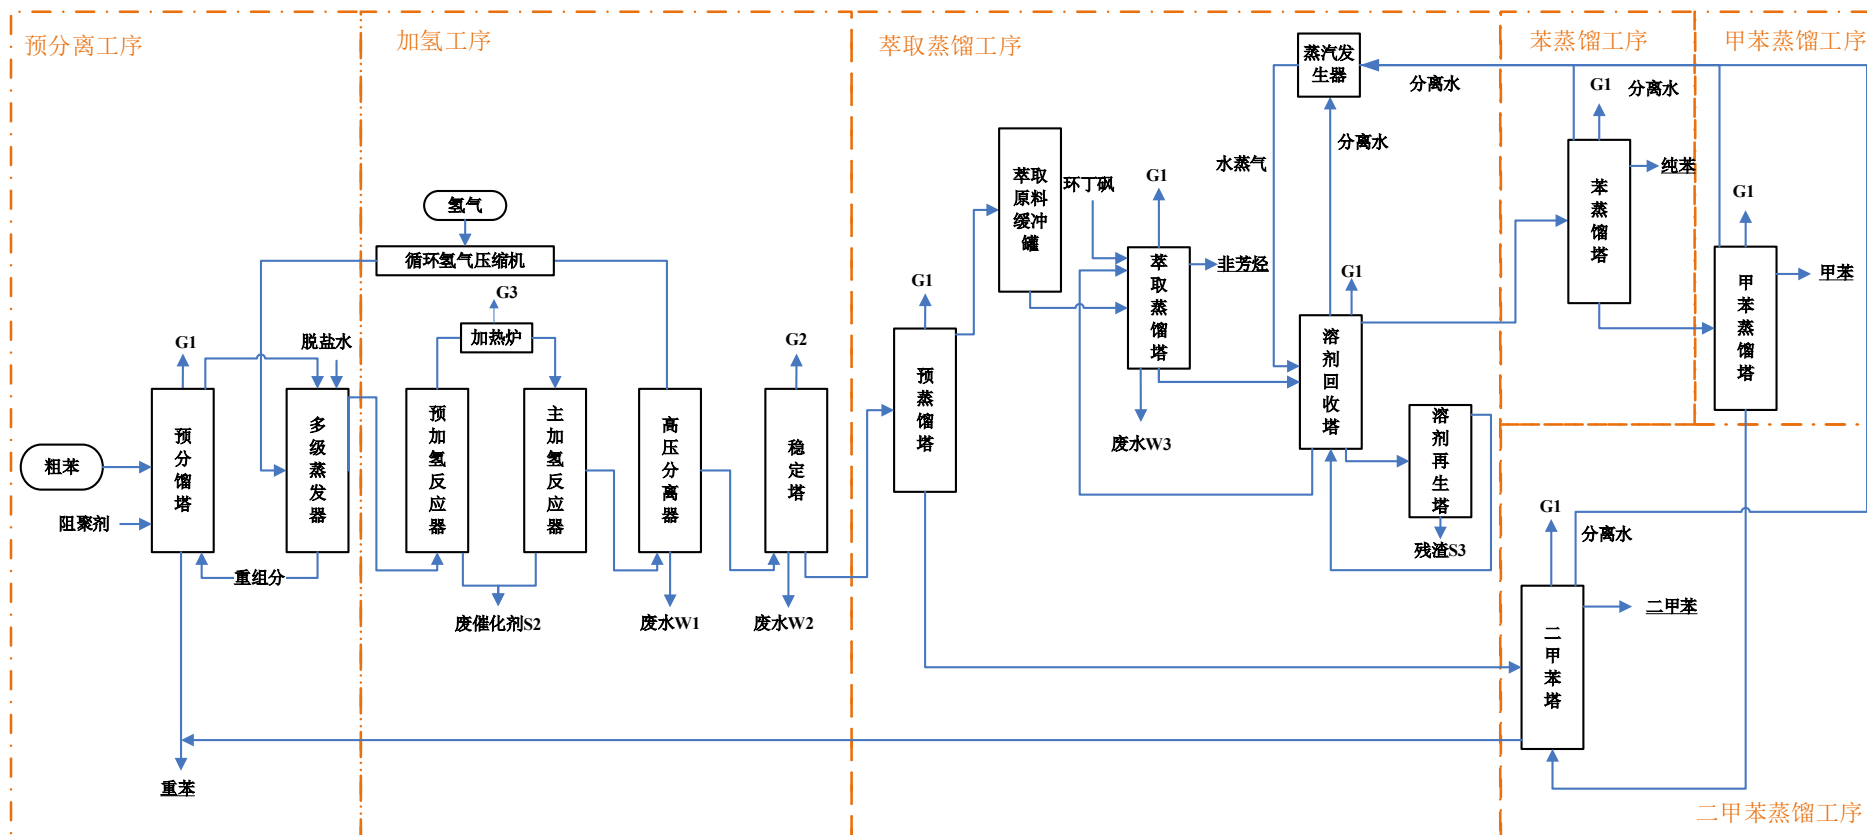 预分离工序
加氢工序
萃取蒸馏工序
苯蒸馏工序
甲苯蒸馏工序
二甲苯蒸馏工序
粗苯
阻聚剂
G1
预分馏塔
重组分
重苯
脱盐水
多级蒸发器
氢气
循环氢气压缩机
G3
加热炉
预加氢反应器
主加氢反应器
废催化剂S2
高压分离器
废水W1
G2
稳定塔
废水W2
G1
预蒸馏塔
萃取原料缓冲罐
环丁砜
G1
萃取蒸馏塔
非芳烃
废水W3
蒸汽发生器
水蒸气
分离水
分离水
G1
溶剂回收塔
溶剂再生塔
残渣S3
G1
分离水
苯蒸馏塔
纯苯
G1
甲苯蒸馏塔
甲苯
G1
分离水
二甲苯塔
二甲苯